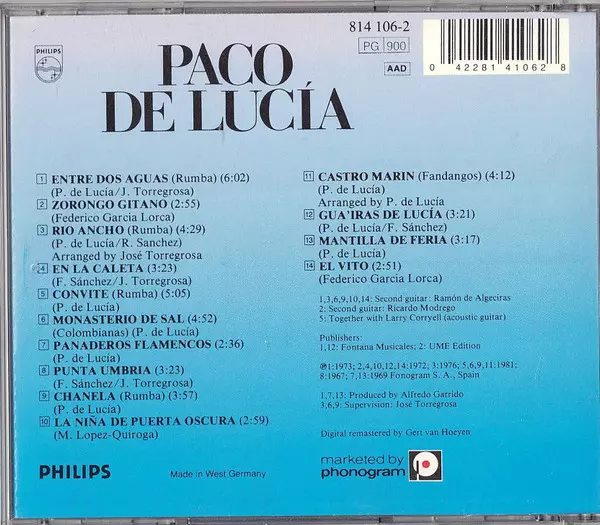 PHILIPS
814 106-2
PG 900
AAD
0 42281 41062 8
PACO
DE LUCÍA
1 ENTRE DOS AGUAS (Rumba) (6:02)
(P. de Lucía/J. Torregrosa)
2 ZORONGO GITANO (2:55)
(Federico Garcia Lorca)
3 RIO ANCHO (Rumba) (4:29)
(P. de Lucía/R. Sanchez)
Arranged by José Torregrosa
4 EN LA CALETA (3:23)
(F. Sánchez/J. Torregrosa)
5 CONVITE (Rumba) (5:05)
(P. de Lucía)
6 MONASTERIO DE SAL (4:52)
(Colombianas) (P. de Lucía)
7 PANADEROS FLAMENCOS (2:36)
(P. de Lucía)
8 PUNTA UMBRIA (3:23)
(F. Sánchez/J. Torregrosa)
9 CHANELA (Rumba) (3:57)
(P. de Lucía)
10 LA NIÑA DE PUERTA OSCURA (2:59)
(M. Lopez-Quiroga)
11 CASTRO MARIN (Fandangos) (4:12)
(P. de Lucía)
Arranged by P. de Lucía
12 GUA'IRAS DE LUCÍA (3:21)
(P. de Lucía/F. Sánchez)
13 MANTILLA DE FERIA (3:17)
(P. de Lucía)
14 EL VITO (2:51)
(Federico Garcia Lorca)
1,3,6,9,10,14: Second guitar: Ramón de Algeciras
2: Second guitar: Ricardo Modrego
5: Together with Larry Corryell (acoustic guitar)
Publishers:
1,12: Fontana Musicales; 2: UME Edition
℗1:1973; 2,4,10,12,14:1972; 3:1976; 5,6,9,11:1981;
8:1967; 7,13:1969 Fonogram S. A., Spain
1,7,13: Produced by Alfredo Garrido
3,6,9: Supervision: José Torregrosa
Digital remastered by Gert van Hoeyen
PHILIPS
Made in West Germany
marketed by
phonogram